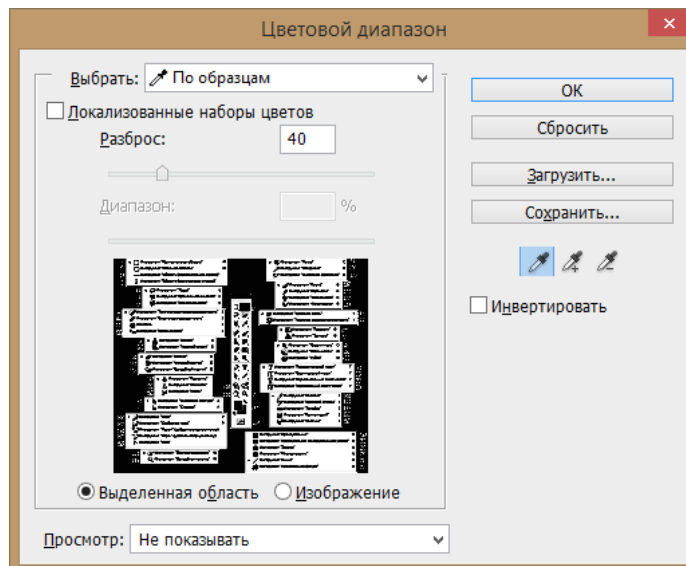 Цветовой диапазон
Выбрать: По образцам
Локализованные наборы цветов
Разброс: 40
Диапазон: %
Выделенная область Изображение
Просмотр: Не показывать
OK
Сбросить
Загрузить...
Сохранить...
Инвертировать